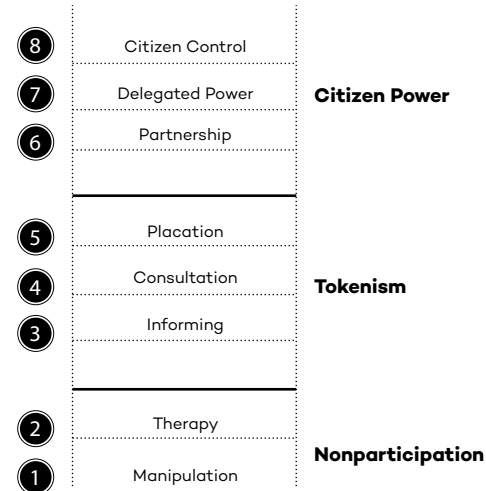 8 Citizen Control
7 Delegated Power Citizen Power
6 Partnership
5 Placation
4 Consultation Tokenism
3 Informing
2 Therapy
Nonparticipation
1 Manipulation